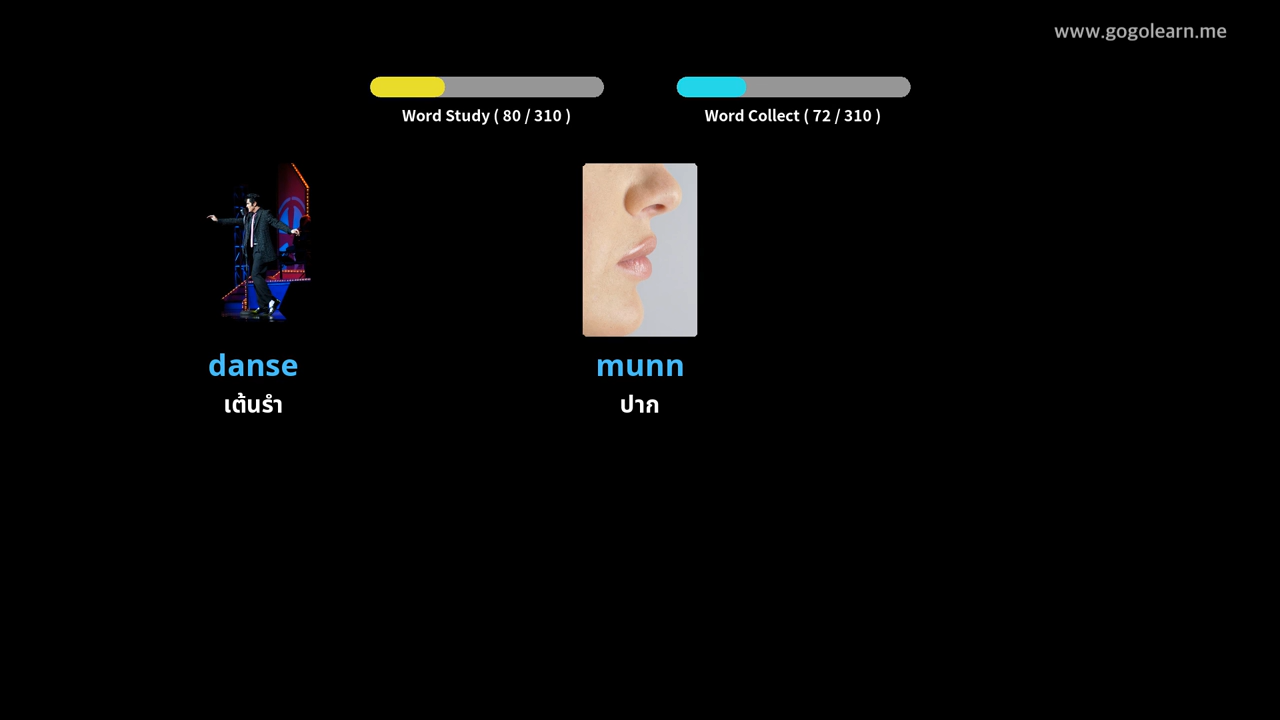 www.gogolearn.me
Word Study ( 80 / 310 )
Word Collect ( 72 / 310 )
danse
munn
เต้นรำ
ปาก